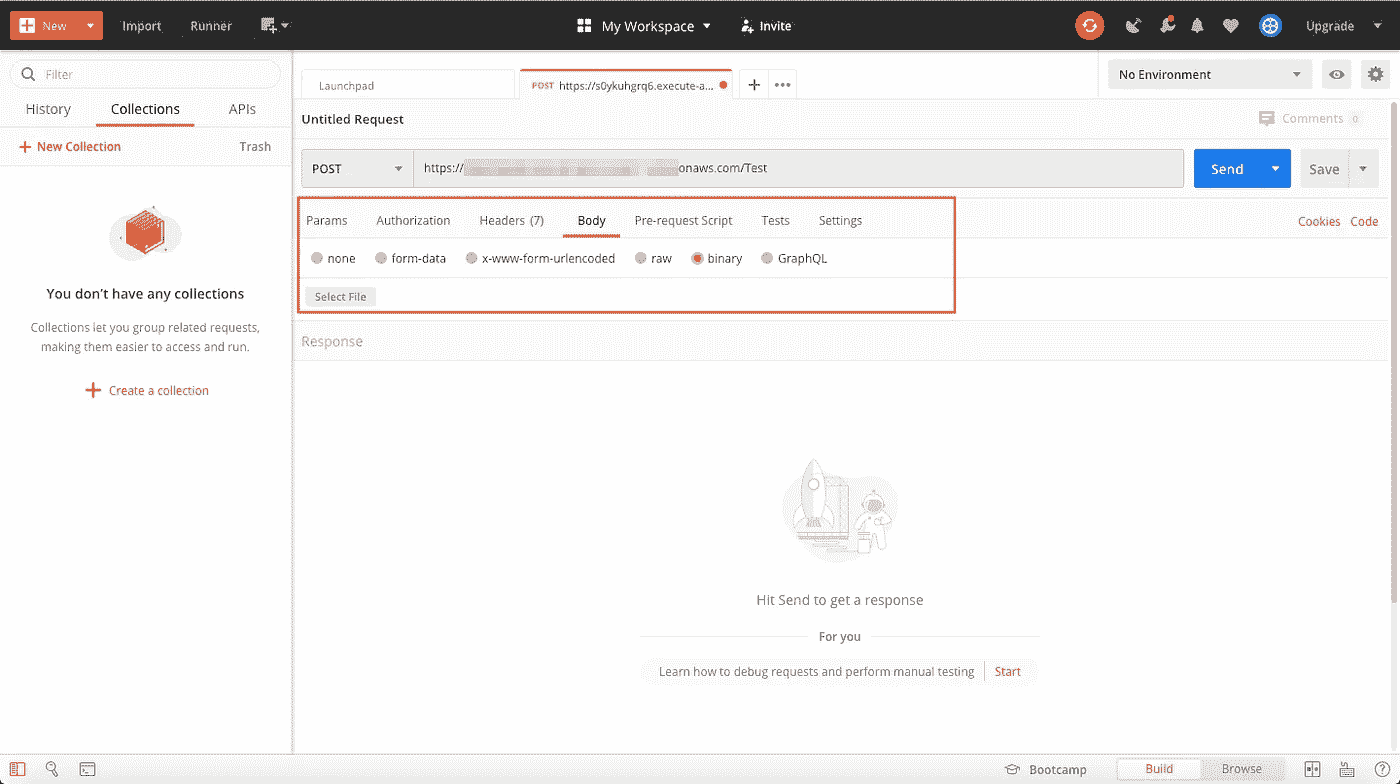 New Import Runner My Workspace Invite Upgrade
Filter
History Collections APIs
New Collection Trash
You don't have any collections
Collections let you group related requests,
making them easier to access and run.
Create a collection
Launchpad POST https://s0ykuhgrq6.execute-a... No Environment
Untitled Request Comments 0
POST https:// onaws.com/Test Send Save
Params Authorization Headers (7) Body Pre-request Script Tests Settings Cookies Code
none form-data x-www-form-urlencoded raw binary GraphQL
Select File
Response
Hit Send to get a response
For you
Learn how to debug requests and perform manual testing Start
Bootcamp Build Browse